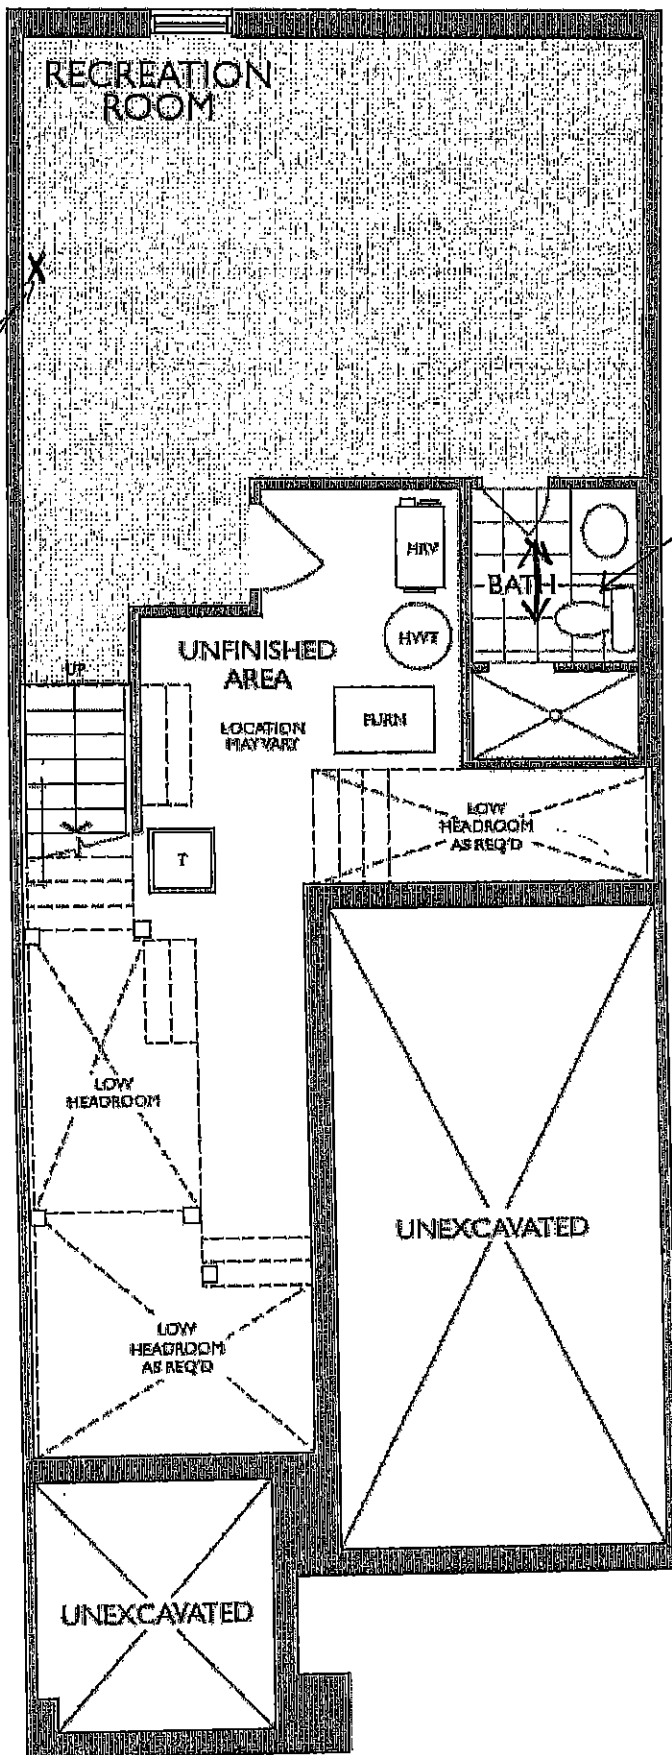 RECREATION
ROOM
X
HRV
BATH
HWT
UNFINISHED
AREA
UP
LOCATION
MAY VARY
FURN
LOW
HEADROOM
AS REQ'D
T
LOW
HEADROOM
UNEXCAVATED
LOW
HEADROOM
AS REQ'D
UNEXCAVATED